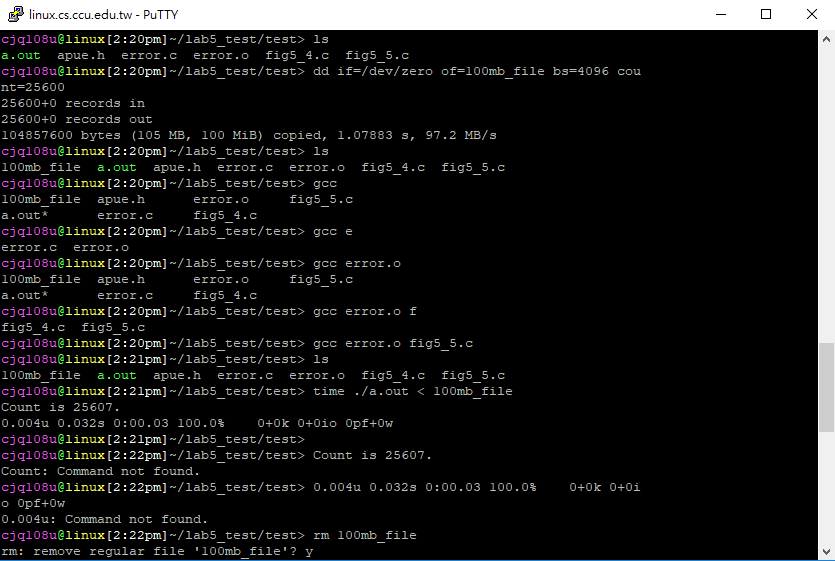 linux.cs.ccu.edu.tw - PuTTY
cjq108u@linux[2:20pm]~/lab5_test/test> ls
a.out  apue.h  error.c  error.o  fig5_4.c  fig5_5.c
cjq108u@linux[2:20pm]~/lab5_test/test> dd if=/dev/zero of=100mb_file bs=4096 cou
nt=25600
25600+0 records in
25600+0 records out
104857600 bytes (105 MB, 100 MiB) copied, 1.07883 s, 97.2 MB/s
cjq108u@linux[2:20pm]~/lab5_test/test> ls
100mb_file  a.out  apue.h  error.c  error.o  fig5_4.c  fig5_5.c
cjq108u@linux[2:20pm]~/lab5_test/test> gcc
100mb_file  apue.h      error.o     fig5_5.c
a.out*      error.c     fig5_4.c
cjq108u@linux[2:20pm]~/lab5_test/test> gcc e
error.c  error.o
cjq108u@linux[2:20pm]~/lab5_test/test> gcc error.o
100mb_file  apue.h      error.o     fig5_5.c
a.out*      error.c     fig5_4.c
cjq108u@linux[2:20pm]~/lab5_test/test> gcc error.o f
fig5_4.c  fig5_5.c
cjq108u@linux[2:20pm]~/lab5_test/test> gcc error.o fig5_5.c
cjq108u@linux[2:21pm]~/lab5_test/test> ls
100mb_file  a.out  apue.h  error.c  error.o  fig5_4.c  fig5_5.c
cjq108u@linux[2:21pm]~/lab5_test/test> time ./a.out < 100mb_file
Count is 25607.
0.004u 0.032s 0:00.03 100.0%    0+0k 0+0io 0pf+0w
cjq108u@linux[2:21pm]~/lab5_test/test>
cjq108u@linux[2:22pm]~/lab5_test/test> Count is 25607.
Count: Command not found.
cjq108u@linux[2:22pm]~/lab5_test/test> 0.004u 0.032s 0:00.03 100.0%    0+0k 0+0i
o 0pf+0w
0.004u: Command not found.
cjq108u@linux[2:22pm]~/lab5_test/test> rm 100mb_file
rm: remove regular file '100mb_file'? y